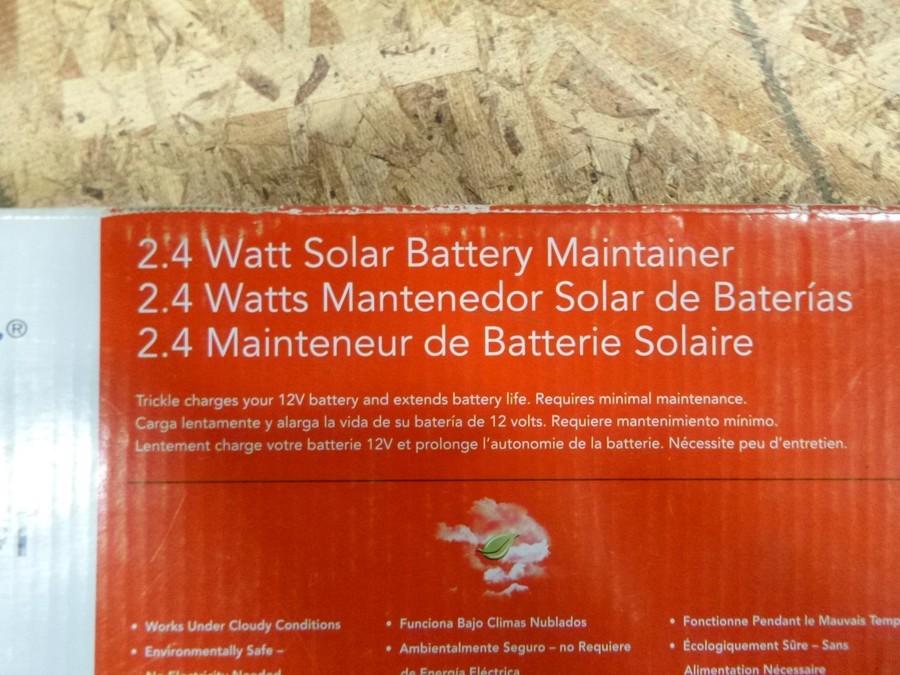 2.4 Watt Solar Battery Maintainer
2.4 Watts Mantenedor Solar de Baterías
2.4 Mainteneur de Batterie Solaire
Trickle charges your 12V battery and extends battery life. Requires minimal maintenance.
Carga lentamente y alarga la vida de su batería de 12 volts. Requiere mantenimiento mínimo.
Lentement charge votre batterie 12V et prolonge l'autonomie de la batterie. Nécessite peu d'entretien.
®
• Works Under Cloudy Conditions
• Environmentally Safe –
No Electricity Needed
• Funciona Bajo Climas Nublados
• Ambientalmente Seguro – no Requiere
de Energía Eléctrica
• Fonctionne Pendant le Mauvais Temp
• Écologiquement Sûre – Sans
Alimentation Nécessaire